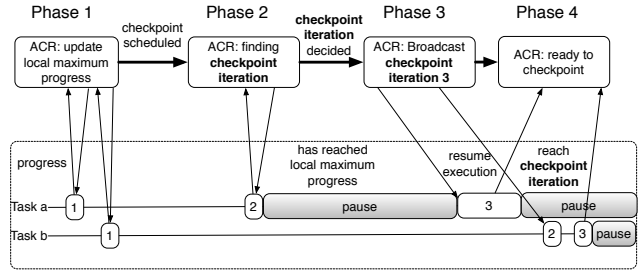 Phase 1
Phase 2
Phase 3
Phase 4
ACR: update
local maximum
progress
checkpoint
scheduled
ACR: finding
checkpoint
iteration
checkpoint
iteration
decided
ACR: Broadcast
checkpoint
iteration 3
ACR: ready to
checkpoint
progress
has reached
local maximum
progress
resume
execution
reach
checkpoint
iteration
Task a
1
2
pause
3
pause
Task b
1
2
3
pause